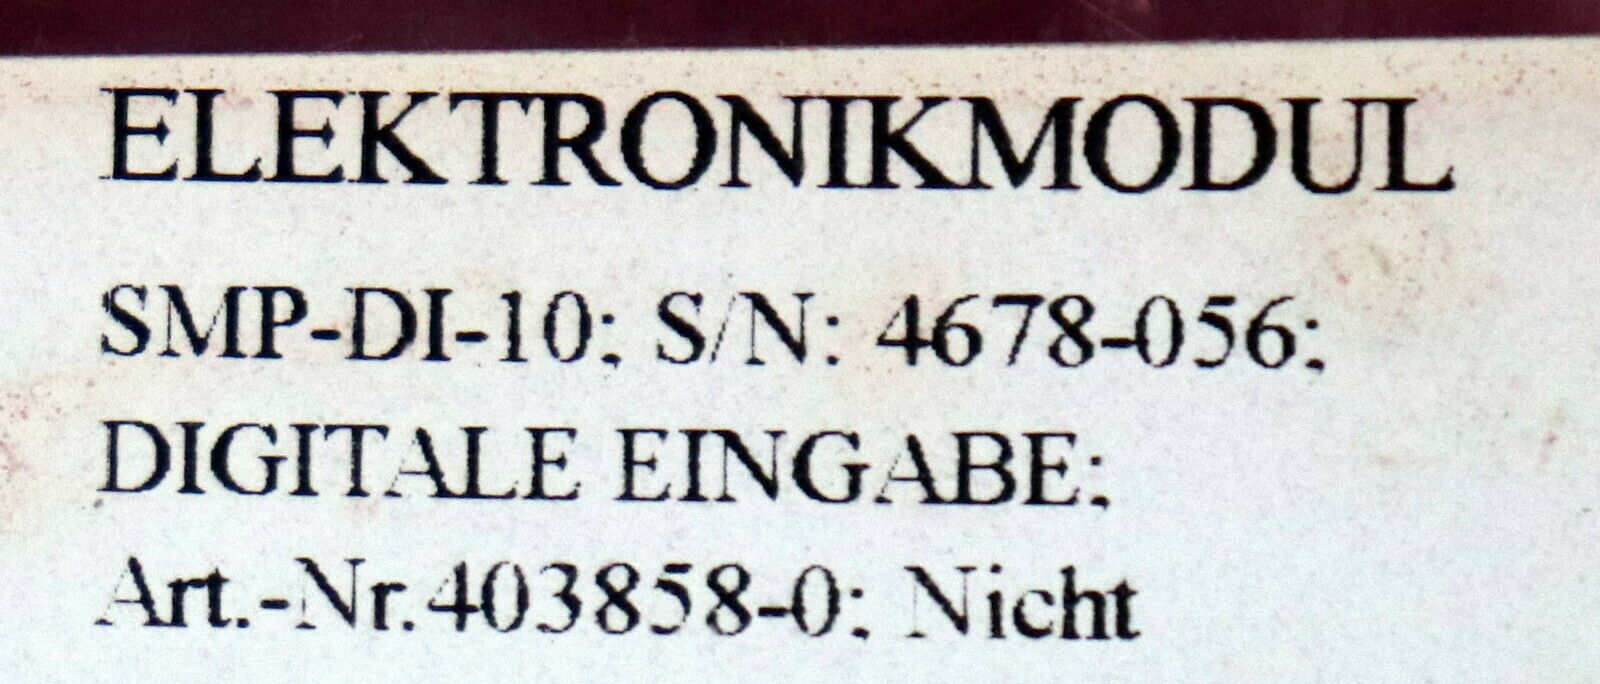 ELEKTRONIKMODUL
SMP-DI-10; S/N: 4678-056;
DIGITALE EINGABE;
Art.-Nr.403858-0; Nicht